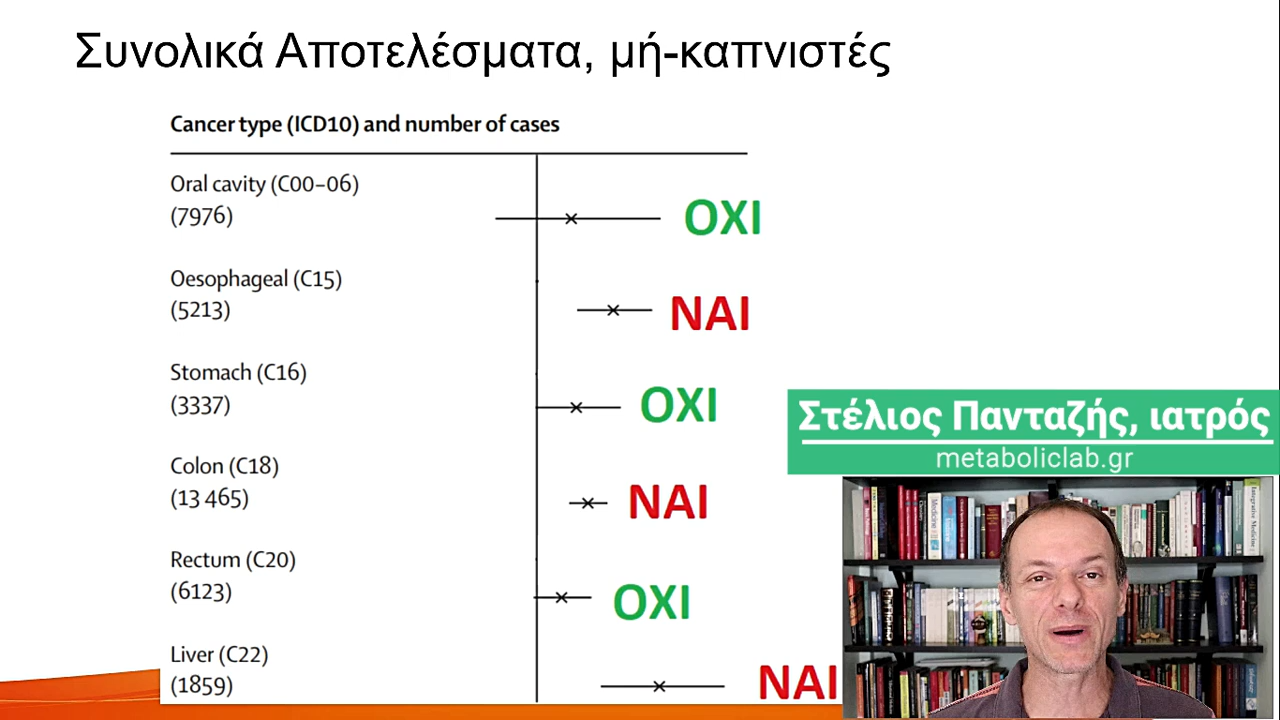 Συνολικά Αποτελέσματα, μή-καπνιστές
Cancer type (ICD10) and number of cases
Oral cavity (C00–06)
(7976)
ΟΧΙ
Oesophageal (C15)
(5213)
ΝΑΙ
Stomach (C16)
(3337)
ΟΧΙ
Colon (C18)
(13 465)
ΝΑΙ
Rectum (C20)
(6123)
ΟΧΙ
Liver (C22)
(1859)
ΝΑΙ
Στέλιος Πανταζής, ιατρός
metaboliclab.gr